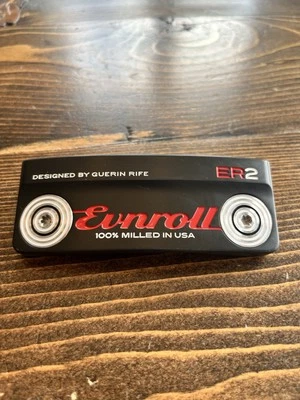 DESIGNED BY GUERIN RIFE ER2
Evnroll
100% MILLED IN USA